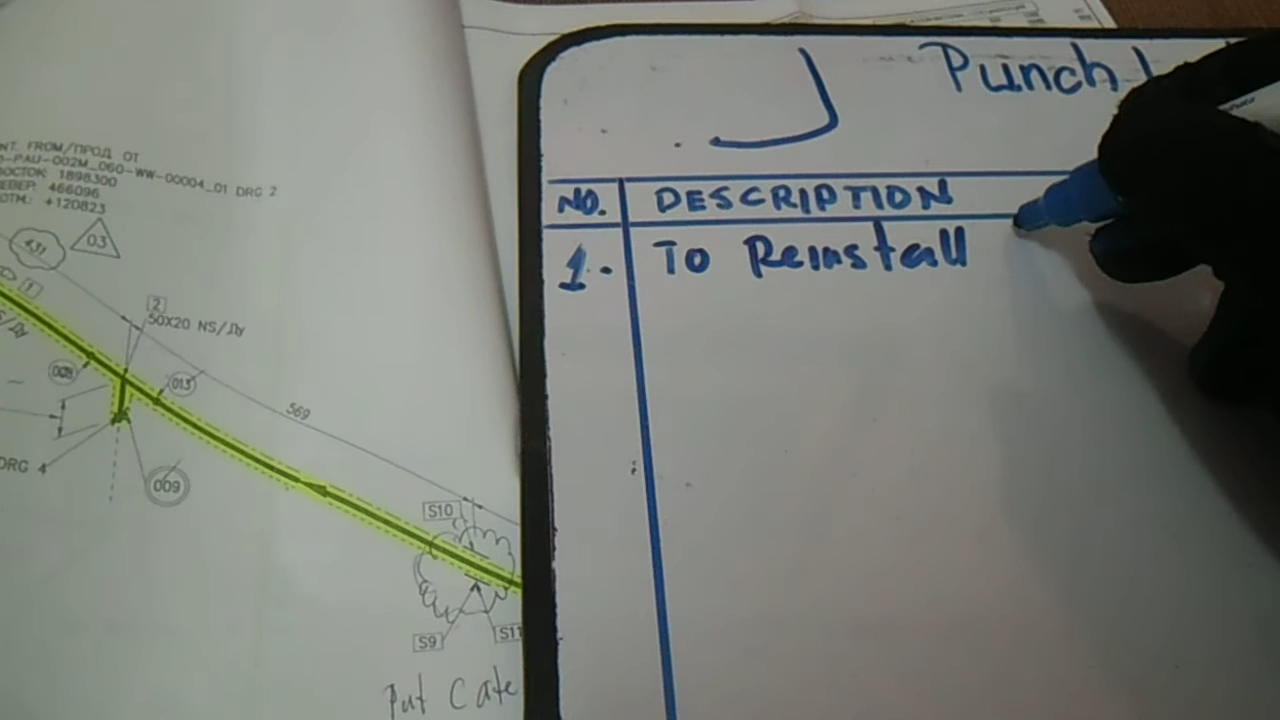 Punch
NO. DESCRIPTION
1. To Reinstall
NT. FROM/ПРОД ОТ
-PAU-002M_060-WW-00004_01 DRG 2
ВОСТОК: 1898300
СЕВЕР: 466096
ОТМ.: +120823
03
1
2
50X20 NS/Ду
008
013
569
DRG 4
009
S10
S9
S11
Put Cate